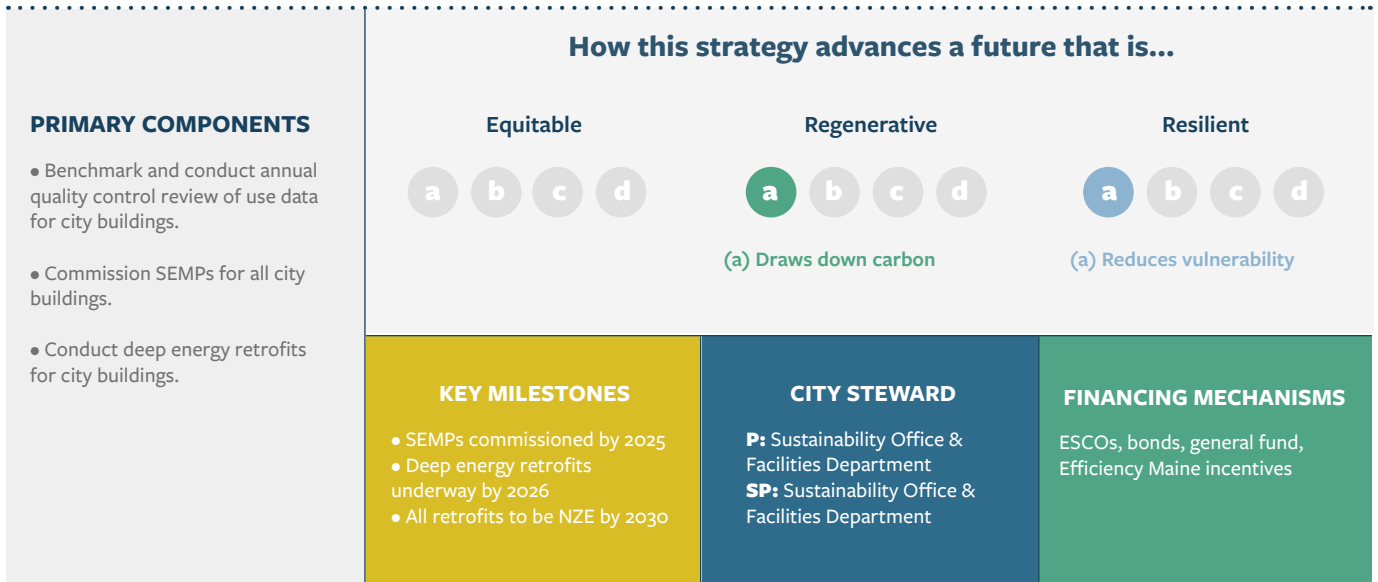 How this strategy advances a future that is...
PRIMARY COMPONENTS
• Benchmark and conduct annual
quality control review of use data
for city buildings.
• Commission SEMPs for all city
buildings.
• Conduct deep energy retrofits
for city buildings.
Equitable
a b c d
Regenerative
a b c d
(a) Draws down carbon
Resilient
a b c d
(a) Reduces vulnerability
KEY MILESTONES
• SEMPs commissioned by 2025
• Deep energy retrofits
underway by 2026
• All retrofits to be NZE by 2030
CITY STEWARD
P: Sustainability Office &
Facilities Department
SP: Sustainability Office &
Facilities Department
FINANCING MECHANISMS
ESCOs, bonds, general fund,
Efficiency Maine incentives